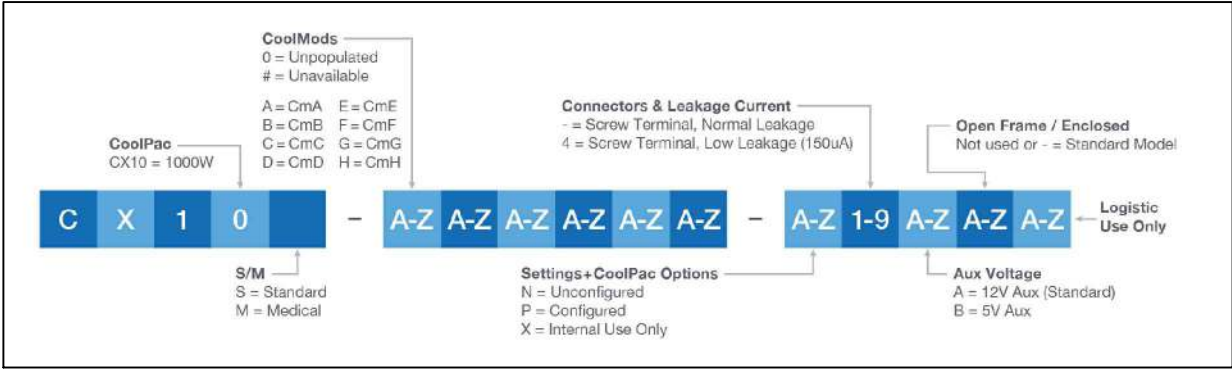 CoolMods
0 = Unpopulated
# = Unavailable
A = CmA E = CmE
B = CmB F = CmF
C = CmC G = CmG
D = CmD H = CmH
CoolPac
CX10 = 1000W
Connectors & Leakage Current
- = Screw Terminal, Normal Leakage
4 = Screw Terminal, Low Leakage (150uA)
Open Frame / Enclosed
Not used or - = Standard Model
C X 1 0 - A-Z A-Z A-Z A-Z A-Z A-Z - A-Z 1-9 A-Z A-Z A-Z
Logistic
Use Only
S/M
S = Standard
M = Medical
Settings+CoolPac Options
N = Unconfigured
P = Configured
X = Internal Use Only
Aux Voltage
A = 12V Aux (Standard)
B = 5V Aux